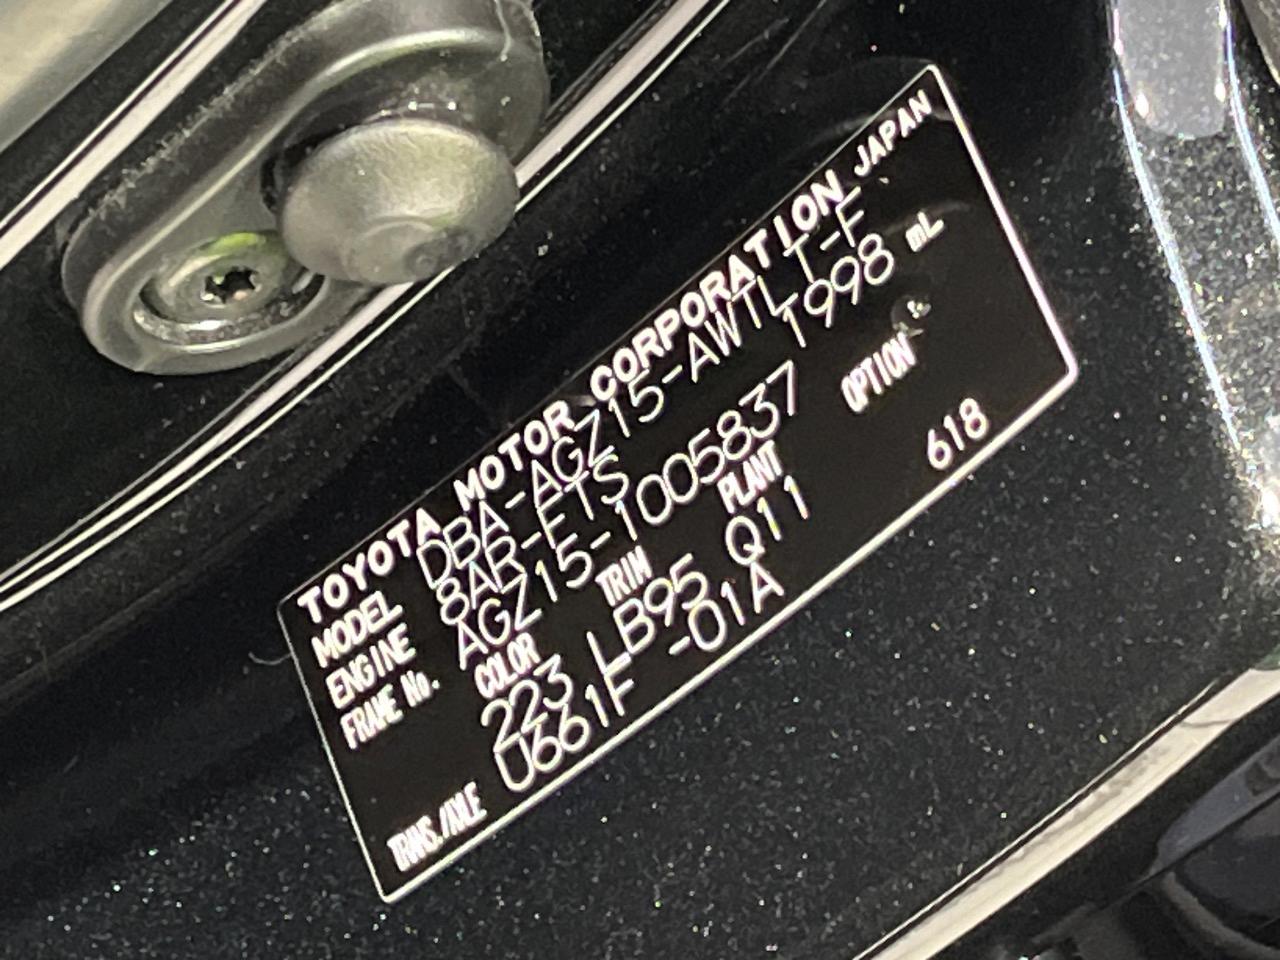 TOYOTA MOTOR CORPORATION JAPAN
MODEL DBA-AGZ15-AWTLT-F
ENGINE 8AR-FTS 1998 mL
FRAME No. AGZ15-1005837
COLOR TRIM PLANT OPTION
223 LB95 Q11
TRANS./AXLE U661F -01A 618